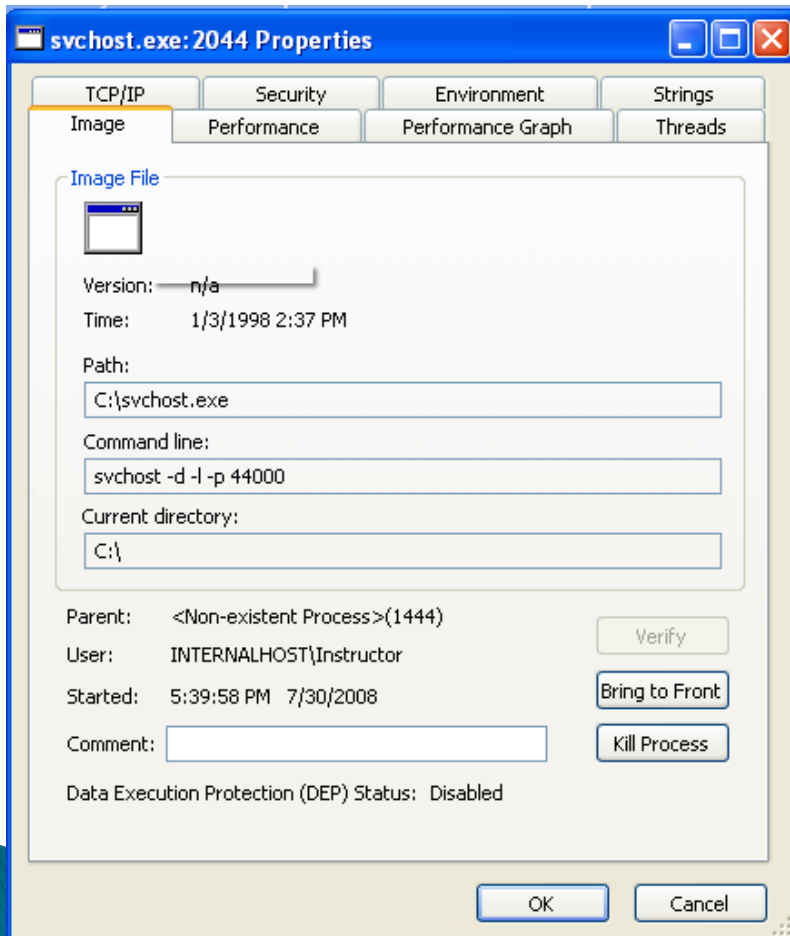 svchost.exe:2044 Properties
TCP/IP Security Environment Strings
Image Performance Performance Graph Threads
Image File
Version: n/a
Time: 1/3/1998 2:37 PM
Path:
C:\svchost.exe
Command line:
svchost -d -l -p 44000
Current directory:
C:\
Parent: <Non-existent Process>(1444)
Verify
User: INTERNALHOST\Instructor
Started: 5:39:58 PM 7/30/2008
Bring to Front
Comment:
Kill Process
Data Execution Protection (DEP) Status: Disabled
OK Cancel